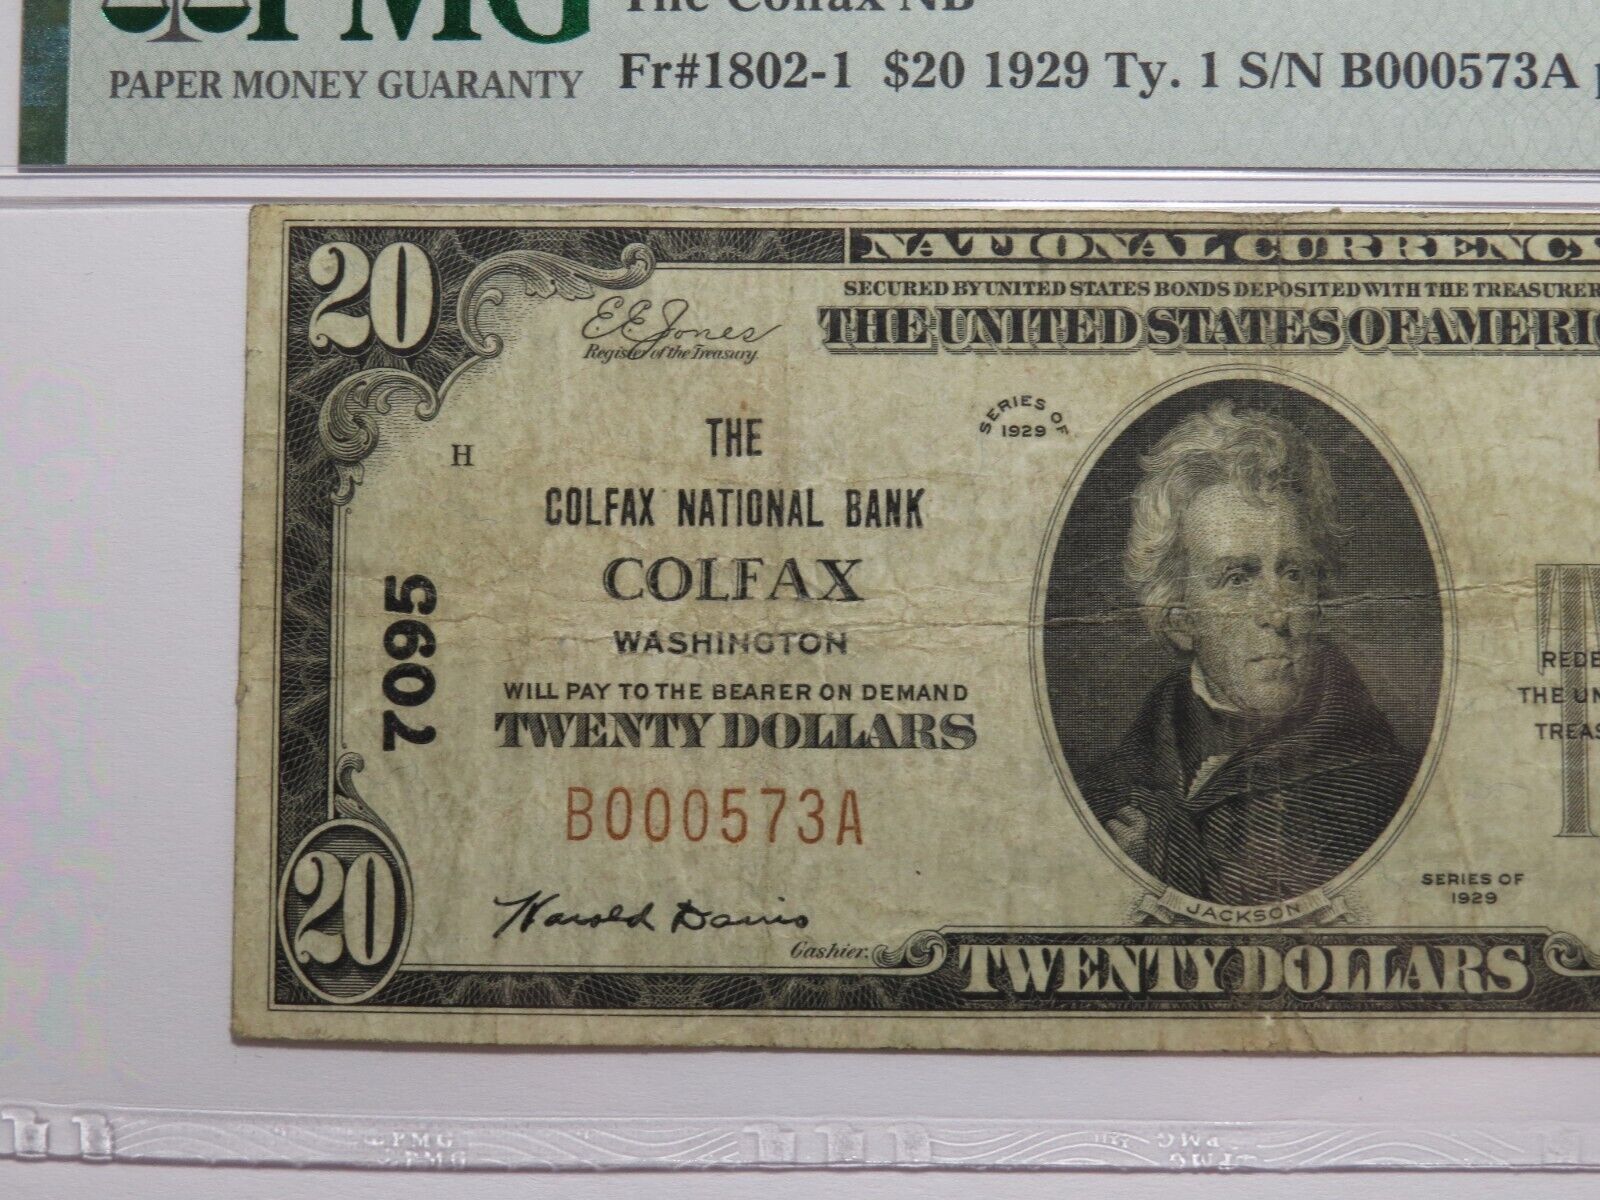 PMG
The Colfax NB
PAPER MONEY GUARANTY
Fr#1802-1 $20 1929 Ty. 1 S/N B000573A
20
NATIONAL CURRENCY
SECURED BY UNITED STATES BONDS DEPOSITED WITH THE TREASURER
E.E. Jones
Register of the Treasury.
THE UNITED STATES OF AMERIC
SERIES OF
1929
H
THE
COLFAX NATIONAL BANK
COLFAX
WASHINGTON
7095
WILL PAY TO THE BEARER ON DEMAND
TWENTY DOLLARS
REDE
THE UN
TREAS
B000573A
20
SERIES OF
1929
JACKSON
Harold Davis
Cashier.
TWENTY DOLLARS
PMG
PMG
PMG
PMG